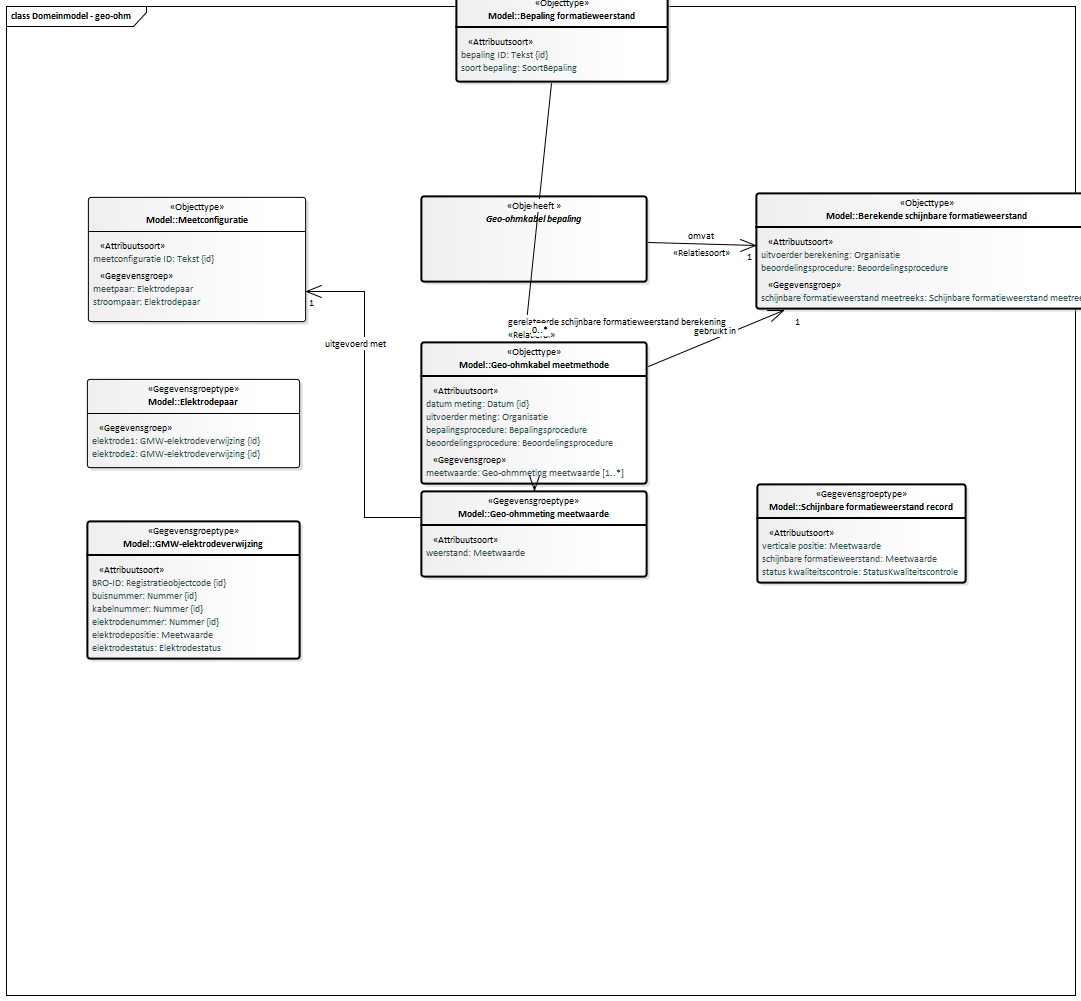 class Domeinmodel - geo-ohm
«Objecttype»
Model::Bepaling formatieweerstand
«Attribuutsoort»
bepaling ID: Tekst {id}
soort bepaling: SoortBepaling
«Objecttype»
Model::Meetconfiguratie
«Attribuutsoort»
meetconfiguratie ID: Tekst {id}
«Gegevensgroep»
meetpaar: Elektrodepaar
stroompaar: Elektrodepaar
heeft »
Geo-ohmkabel bepaling
omvat
«Relatiesoort»
1
«Objecttype»
Model::Berekende schijnbare formatieweerstand
«Attribuutsoort»
uitvoerder berekening: Organisatie
beoordelingsprocedure: Beoordelingsprocedure
«Gegevensgroep»
schijnbare formatieweerstand meetreeks: Schijnbare formatieweerstand
1
uitgevoerd met
gerelateerde schijnbare formatieweerstand berekening
0..*
gebruikt in
1
«Objecttype»
Model::Geo-ohmkabel meetmethode
«Attribuutsoort»
datum meting: Datum {id}
uitvoerder meting: Organisatie
bepalingsprocedure: Bepalingsprocedure
beoordelingsprocedure: Beoordelingsprocedure
«Gegevensgroep»
meetwaarde: Geo-ohmmeting meetwaarde [1..*]
«Gegevensgroeptype»
Model::Elektrodepaar
«Gegevensgroep»
elektrode1: GMW-elektrodeverwijzing {id}
elektrode2: GMW-elektrodeverwijzing {id}
«Gegevensgroeptype»
Model::Geo-ohmmeting meetwaarde
«Attribuutsoort»
weerstand: Meetwaarde
«Gegevensgroeptype»
Model::Schijnbare formatieweerstand record
«Attribuutsoort»
verticale positie: Meetwaarde
schijnbare formatieweerstand: Meetwaarde
status kwaliteitscontrole: StatusKwaliteitscontrole
«Gegevensgroeptype»
Model::GMW-elektrodeverwijzing
«Attribuutsoort»
BRO-ID: Registratieobjectcode {id}
buisnummer: Nummer {id}
kabelnummer: Nummer {id}
elektrodenummer: Nummer {id}
elektrodepositie: Meetwaarde
elektrodestatus: Elektrodestatus